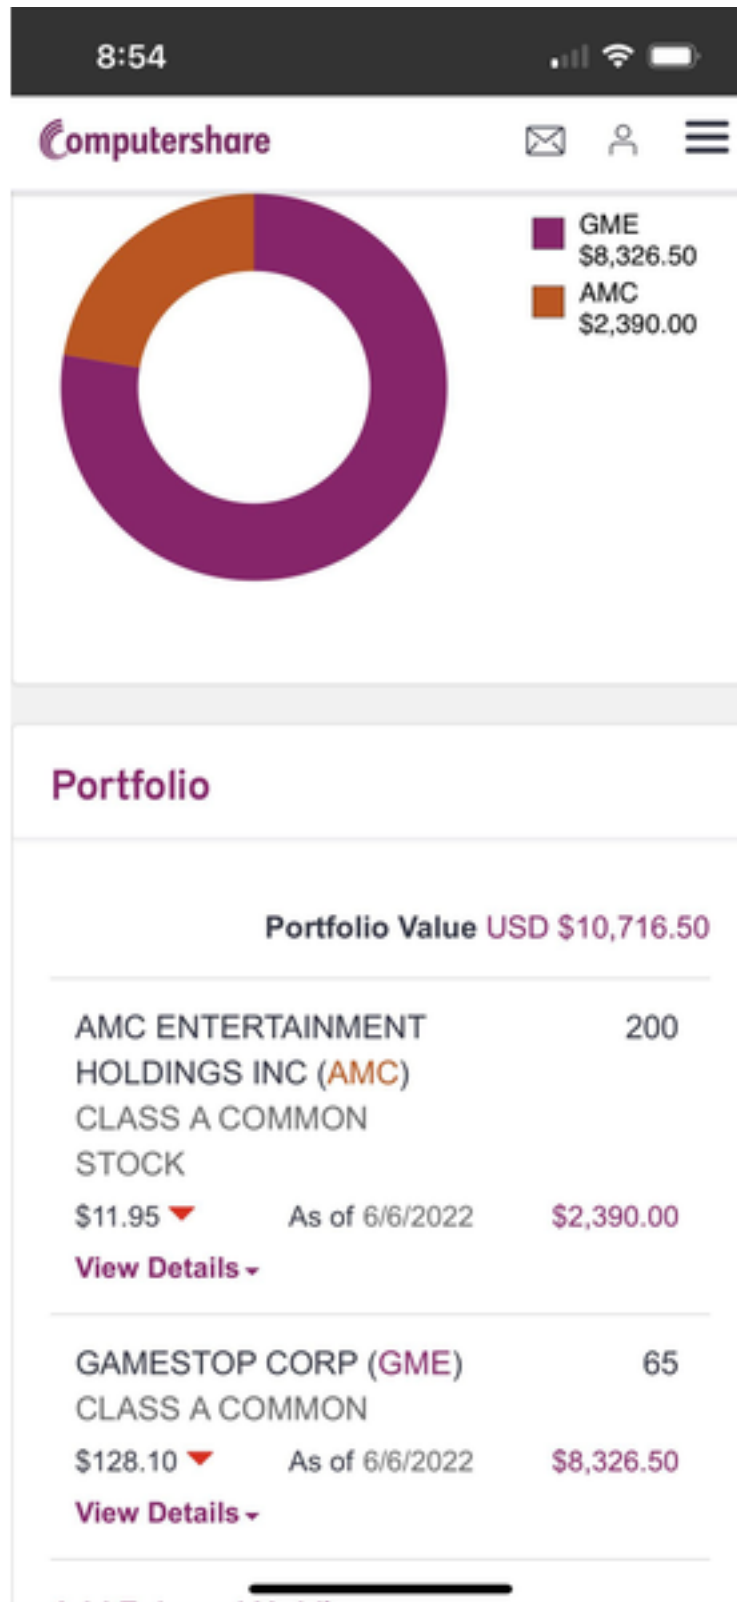 8:54
Computershare
GME
$8,326.50
AMC
$2,390.00
Portfolio
Portfolio Value USD $10,716.50
AMC ENTERTAINMENT 200
HOLDINGS INC (AMC)
CLASS A COMMON
STOCK
$11.95 As of 6/6/2022 $2,390.00
View Details
GAMESTOP CORP (GME) 65
CLASS A COMMON
$128.10 As of 6/6/2022 $8,326.50
View Details